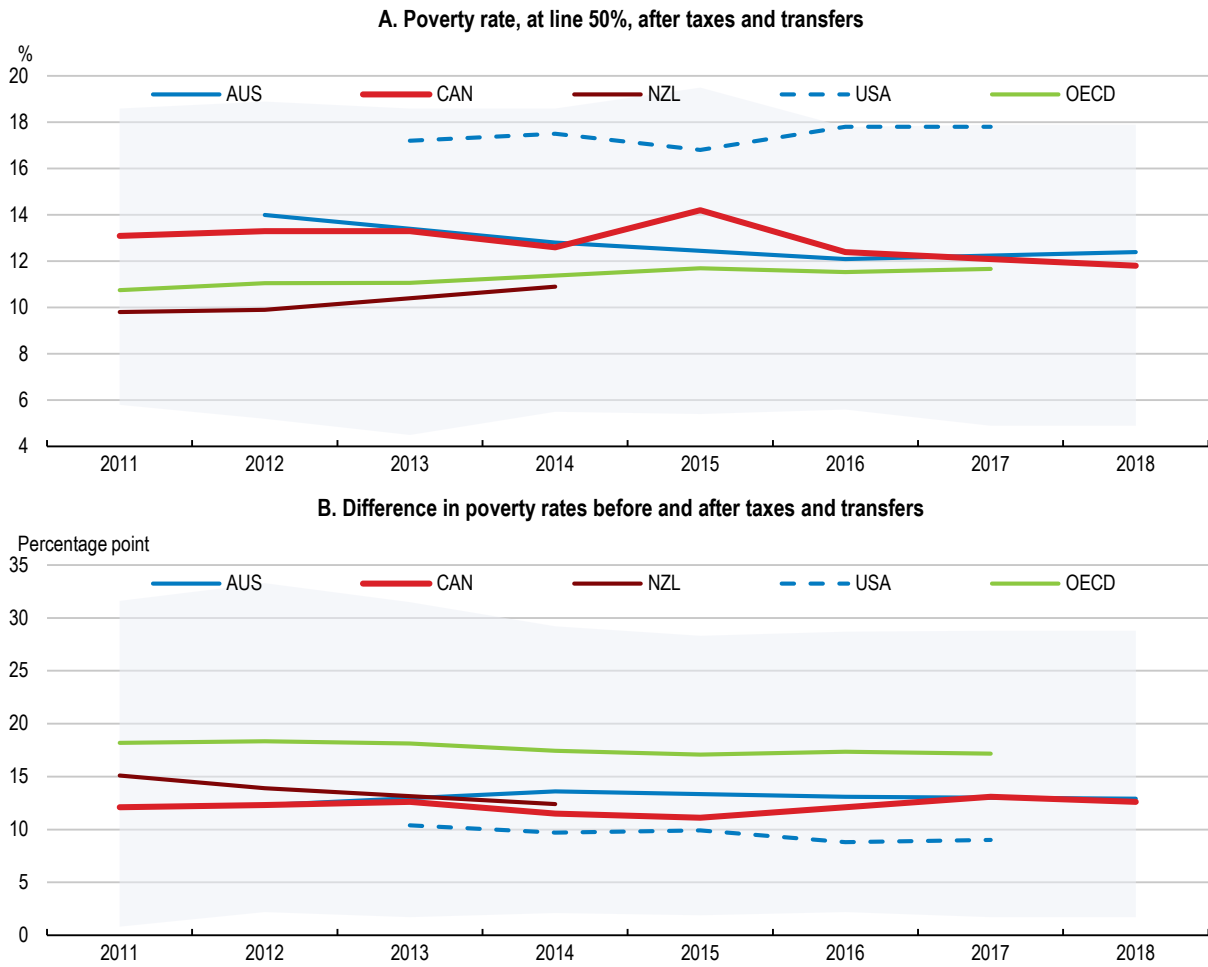 A. Poverty rate, at line 50%, after taxes and transfers
%
20
AUS CAN NZL USA OECD
18
16
14
12
10
8
6
4
2011 2012 2013 2014 2015 2016 2017 2018
B. Difference in poverty rates before and after taxes and transfers
Percentage point
35
AUS CAN NZL USA OECD
30
25
20
15
10
5
0
2011 2012 2013 2014 2015 2016 2017 2018